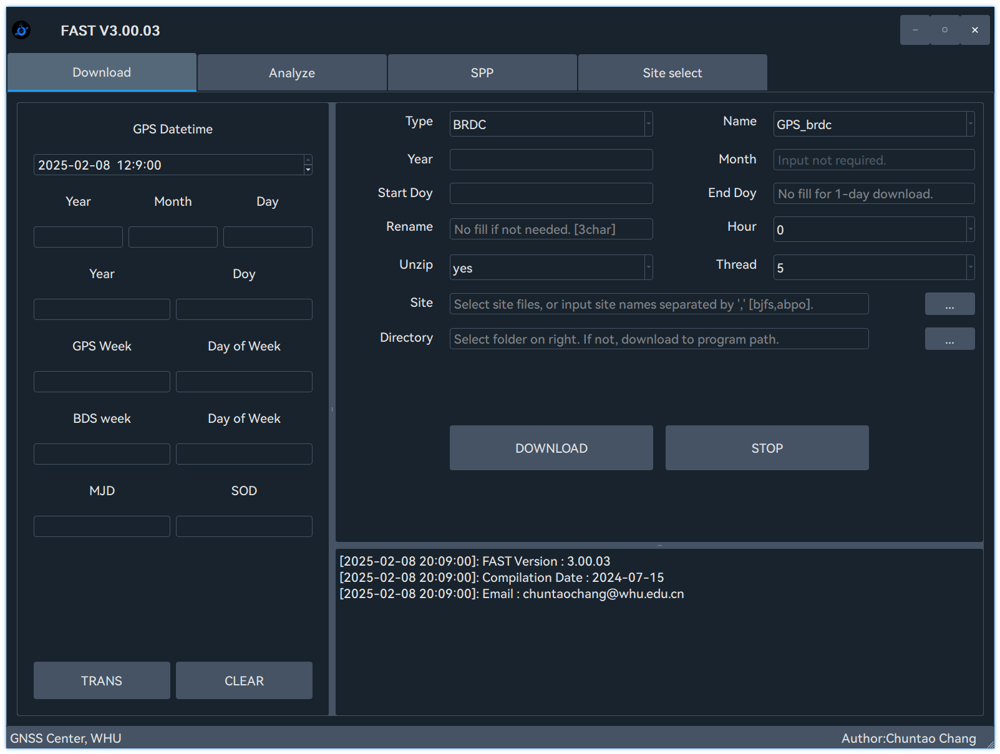 FAST V3.00.03
Download Analyze SPP Site select
GPS Datetime
2025-02-08 12:9:00
Year Month Day
Year Doy
GPS Week Day of Week
BDS week Day of Week
MJD SOD
TRANS CLEAR
Type BRDC Name GPS_brdc
Year Month Input not required.
Start Doy End Doy No fill for 1-day download.
Rename No fill if not needed. [3char] Hour 0
Unzip yes Thread 5
Site Select site files, or input site names separated by ',' [bjfs,abpo]. ...
Directory Select folder on right. If not, download to program path. ...
DOWNLOAD STOP
[2025-02-08 20:09:00]: FAST Version : 3.00.03
[2025-02-08 20:09:00]: Compilation Date : 2024-07-15
[2025-02-08 20:09:00]: Email : chuntaochang@whu.edu.cn
GNSS Center, WHU Author:Chuntao Chang